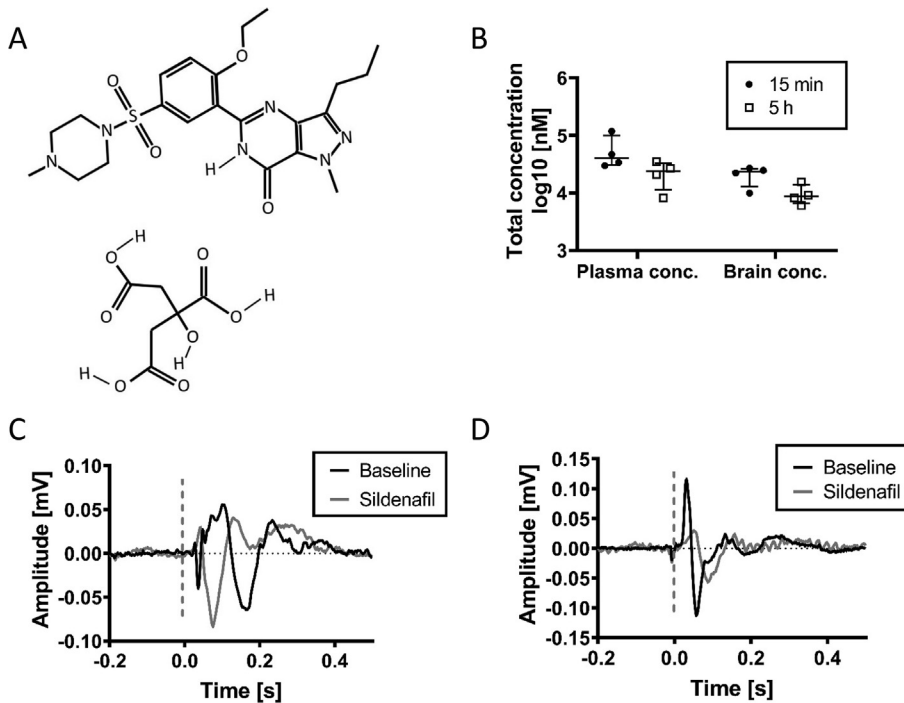 A
O
O
O
S
N
N
O
N
N
N
N
H
O
H
O
O
O
O
H
O
H
O
O
H
B
15 min
5 h
Total concentration
log10 [nM]
6
5
4
3
Plasma conc.
Brain conc.
C
Baseline
Sildenafil
Amplitude [mV]
0.10
0.05
0.00
-0.05
-0.10
-0.2
0.0
0.2
0.4
Time [s]
D
Baseline
Sildenafil
Amplitude [mV]
0.15
0.10
0.05
0.00
-0.05
-0.10
-0.15
-0.2
0.0
0.2
0.4
Time [s]